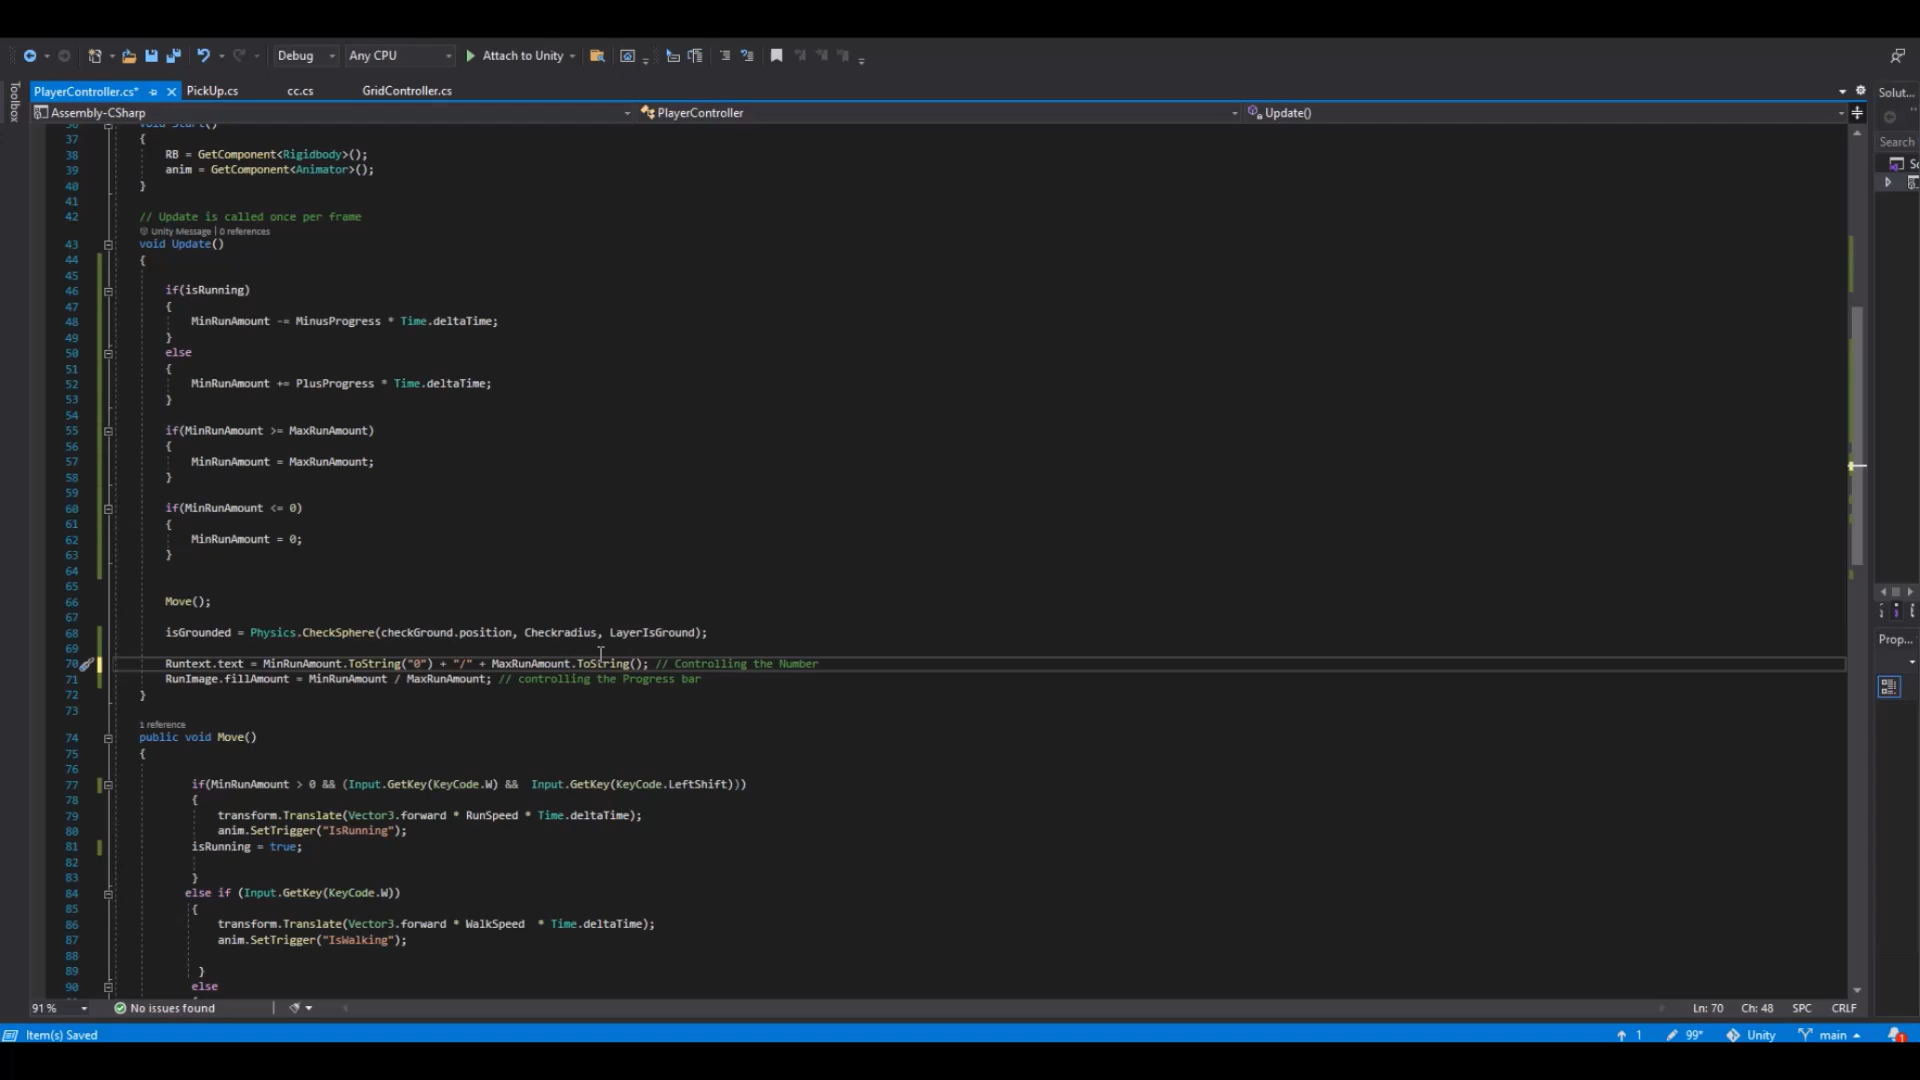 Debug Any CPU Attach to Unity
PlayerController.cs* PickUp.cs cc.cs GridController.cs
Toolbox
Assembly-CSharp PlayerController Update()
Solut...
Search
37 {
38 RB = GetComponent<Rigidbody>();
39 anim = GetComponent<Animator>();
40 }
41
42 // Update is called once per frame
Unity Message | 0 references
43 void Update()
44 {
45
46 if(isRunning)
47 {
48 MinRunAmount -= MinusProgress * Time.deltaTime;
49 }
50 else
51 {
52 MinRunAmount += PlusProgress * Time.deltaTime;
53 }
54
55 if(MinRunAmount >= MaxRunAmount)
56 {
57 MinRunAmount = MaxRunAmount;
58 }
59
60 if(MinRunAmount <= 0)
61 {
62 MinRunAmount = 0;
63 }
64
65
66 Move();
67
68 isGrounded = Physics.CheckSphere(checkGround.position, Checkradius, LayerIsGround);
69
70 Runtext.text = MinRunAmount.ToString("0") + "/" + MaxRunAmount.ToString(); // Controlling the Number
71 RunImage.fillAmount = MinRunAmount / MaxRunAmount; // controlling the Progress bar
72 }
73
1 reference
74 public void Move()
75 {
76
77 if(MinRunAmount > 0 && (Input.GetKey(KeyCode.W) && Input.GetKey(KeyCode.LeftShift)))
78 {
79 transform.Translate(Vector3.forward * RunSpeed * Time.deltaTime);
80 anim.SetTrigger("IsRunning");
81 isRunning = true;
82
83 }
84 else if (Input.GetKey(KeyCode.W))
85 {
86 transform.Translate(Vector3.forward * WalkSpeed * Time.deltaTime);
87 anim.SetTrigger("IsWalking");
88
89 }
90 else
Prop...
91 % No issues found Ln: 70 Ch: 48 SPC CRLF
Item(s) Saved 1 99* Unity main 1